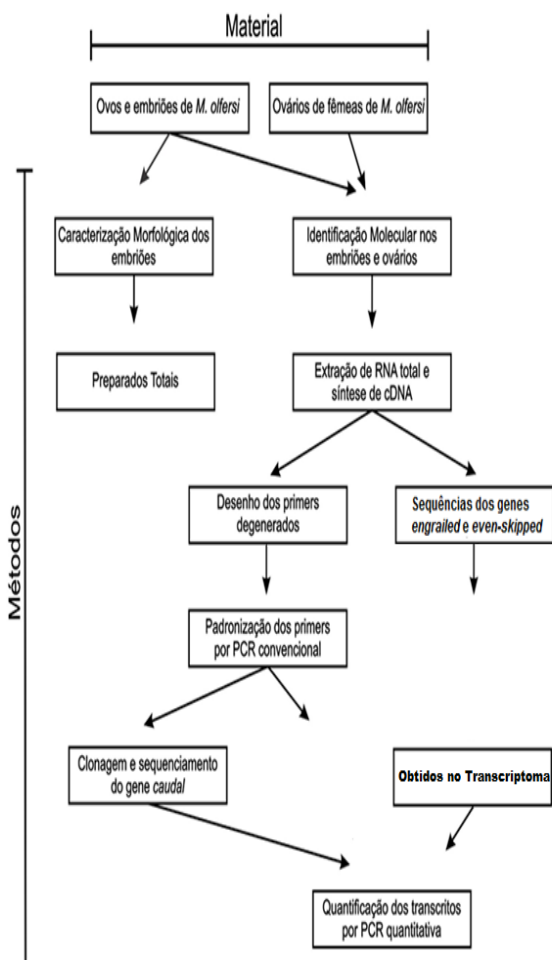 Material
Ovos e embriões de M. olfersi
Ovários de fêmeas de M. olfersi
Métodos
Caracterização Morfológica dos
embriões
Identificação Molecular nos
embriões e ovários
Preparados Totais
Extração de RNA total e
síntese de cDNA
Desenho dos primers
degenerados
Sequências dos genes
engrailed e even-skipped
Padronização dos primers
por PCR convencional
Clonagem e sequenciamento
do gene caudal
Obtidos no Transcriptoma
Quantificação dos transcritos
por PCR quantitativa